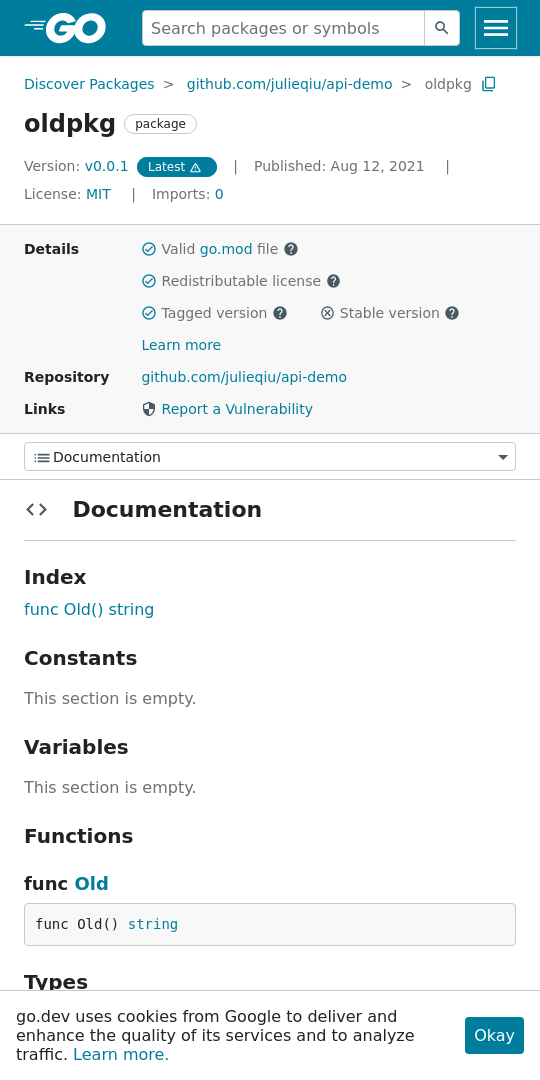 GO
Search packages or symbols
Discover Packages > github.com/julieqiu/api-demo > oldpkg
oldpkg package
Version: v0.0.1 Latest | Published: Aug 12, 2021 |
License: MIT | Imports: 0
Details
Valid go.mod file
Redistributable license
Tagged version Stable version
Learn more
Repository
github.com/julieqiu/api-demo
Links
Report a Vulnerability
Documentation
Documentation
Index
func Old() string
Constants
This section is empty.
Variables
This section is empty.
Functions
func Old
func Old() string
Types
go.dev uses cookies from Google to deliver and
enhance the quality of its services and to analyze
traffic. Learn more.
Okay